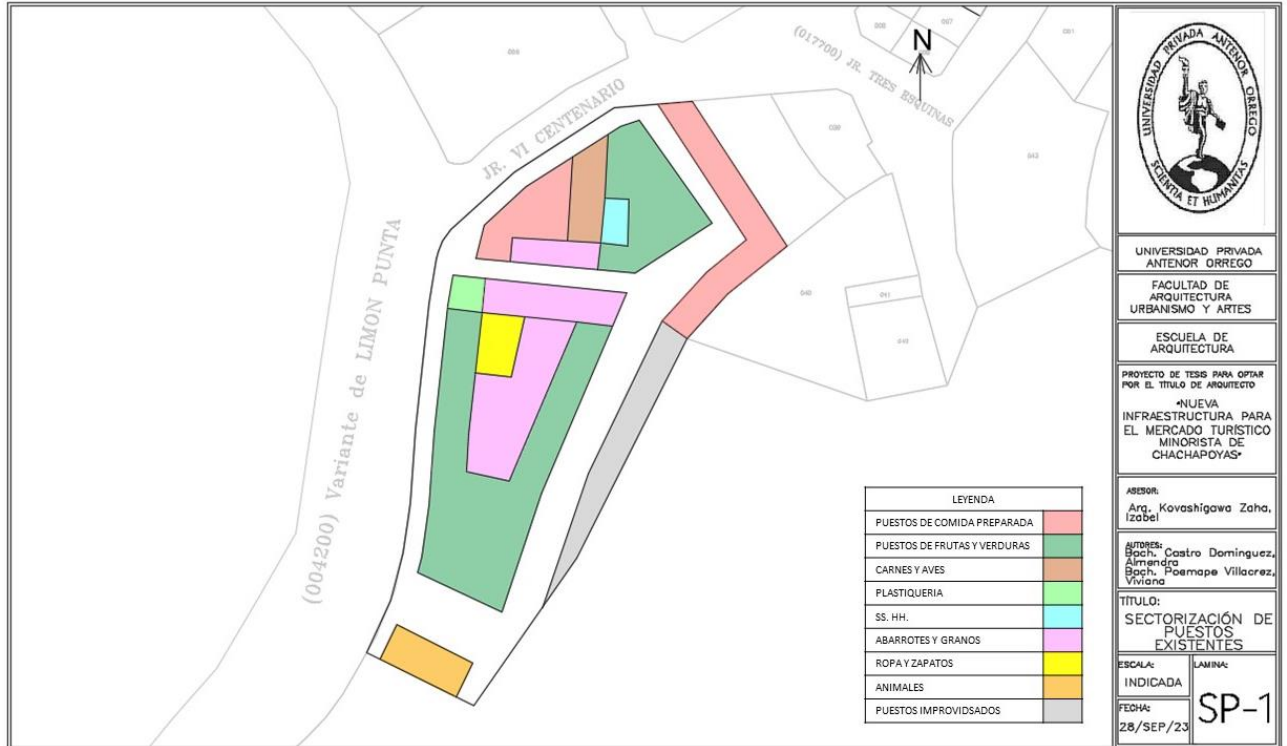 JR. VI CENTENARIO
(017700) JR. TRES ESQUINAS
N
(004200) Variante de LIMON PUNTA
LEYENDA
PUESTOS DE COMIDA PREPARADA
PUESTOS DE FRUTAS Y VERDURAS
CARNES Y AVES
PLASTIQUERIA
SS. HH.
ABARROTES Y GRANOS
ROPA Y ZAPATOS
ANIMALES
PUESTOS IMPROVIDSADOS
UNIVERSIDAD PRIVADA ANTENOR ORREGO
SCIENTIA ET HUMANITAS
UNIVERSIDAD PRIVADA
ANTENOR ORREGO
FACULTAD DE
ARQUITECTURA
URBANISMO Y ARTES
ESCUELA DE
ARQUITECTURA
PROYECTO DE TESIS PARA OPTAR
POR EL TÍTULO DE ARQUITECTO
"NUEVA
INFRAESTRUCTURA PARA
EL MERCADO TURÍSTICO
MINORISTA DE
CHACHAPOYAS"
ASESOR:
Arq. Kovashigawa Zaha,
Izabel
AUTORES:
Bach. Castro Dominguez,
Almendra
Bach. Poemape Villacrez,
Viviana
TÍTULO:
SECTORIZACIÓN DE
PUESTOS
EXISTENTES
ESCALA:
INDICADA
LAMINA:
SP-1
FECHA:
28/SEP/23